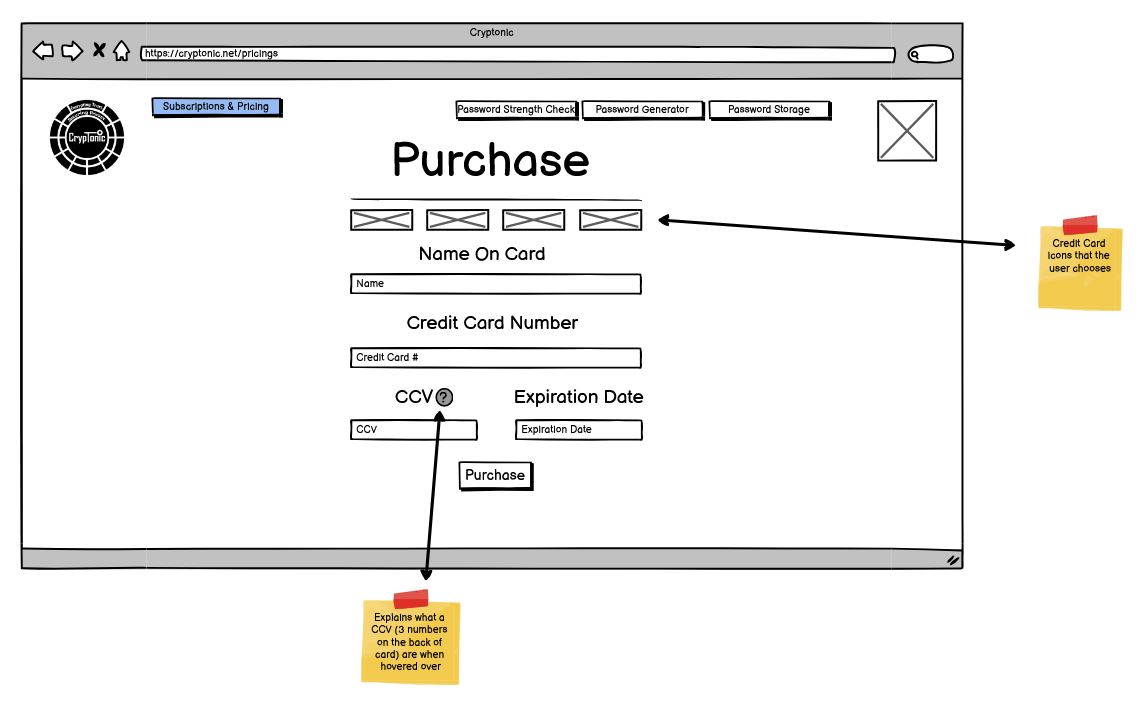 Cryptonic
https://cryptonic.net/pricings
Subscriptions & Pricing
Password Strength Check
Password Generator
Password Storage
CrypTonic
Purchase
Name On Card
Name
Credit Card Number
Credit Card #
CCV
?
Expiration Date
CCV
Expiration Date
Purchase
Credit Card
Icons that the
user chooses
Explains what a
CCV (3 numbers
on the back of
card) are when
hovered over